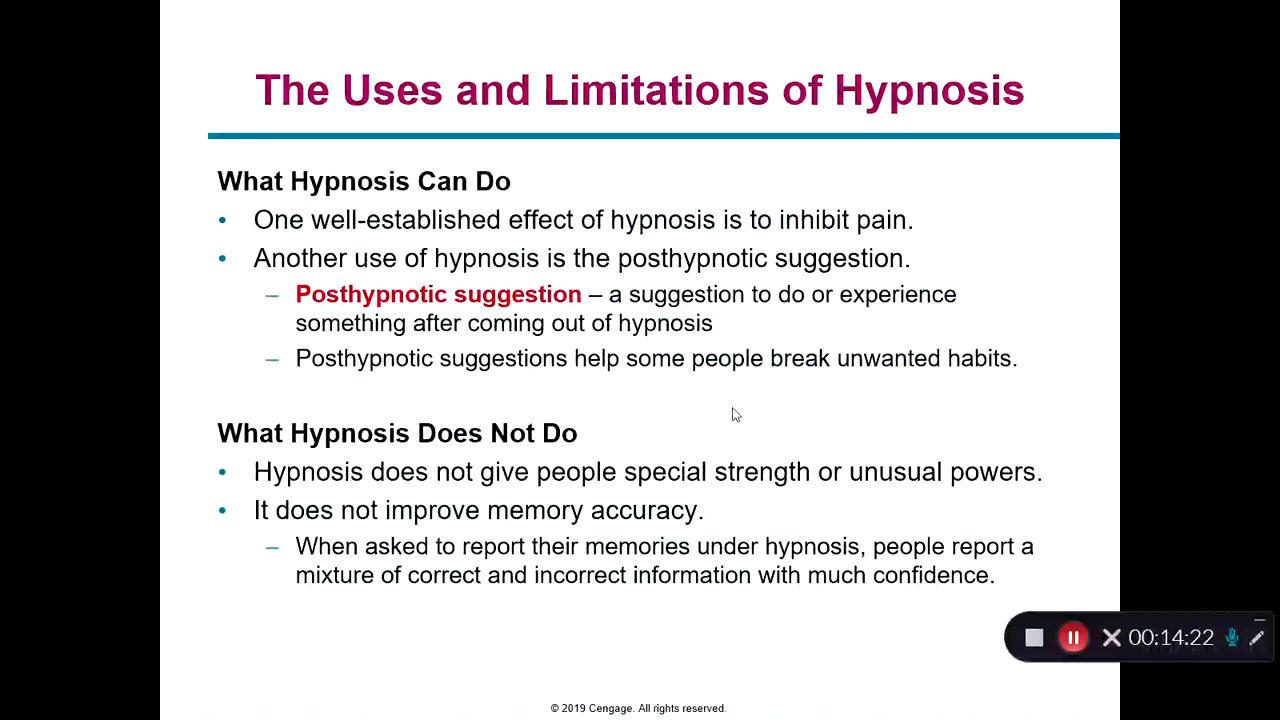 The Uses and Limitations of Hypnosis
What Hypnosis Can Do
• One well-established effect of hypnosis is to inhibit pain.
• Another use of hypnosis is the posthypnotic suggestion.
– Posthypnotic suggestion – a suggestion to do or experience
something after coming out of hypnosis
– Posthypnotic suggestions help some people break unwanted habits.
What Hypnosis Does Not Do
• Hypnosis does not give people special strength or unusual powers.
• It does not improve memory accuracy.
– When asked to report their memories under hypnosis, people report a
mixture of correct and incorrect information with much confidence.
00:14:22
© 2019 Cengage. All rights reserved.